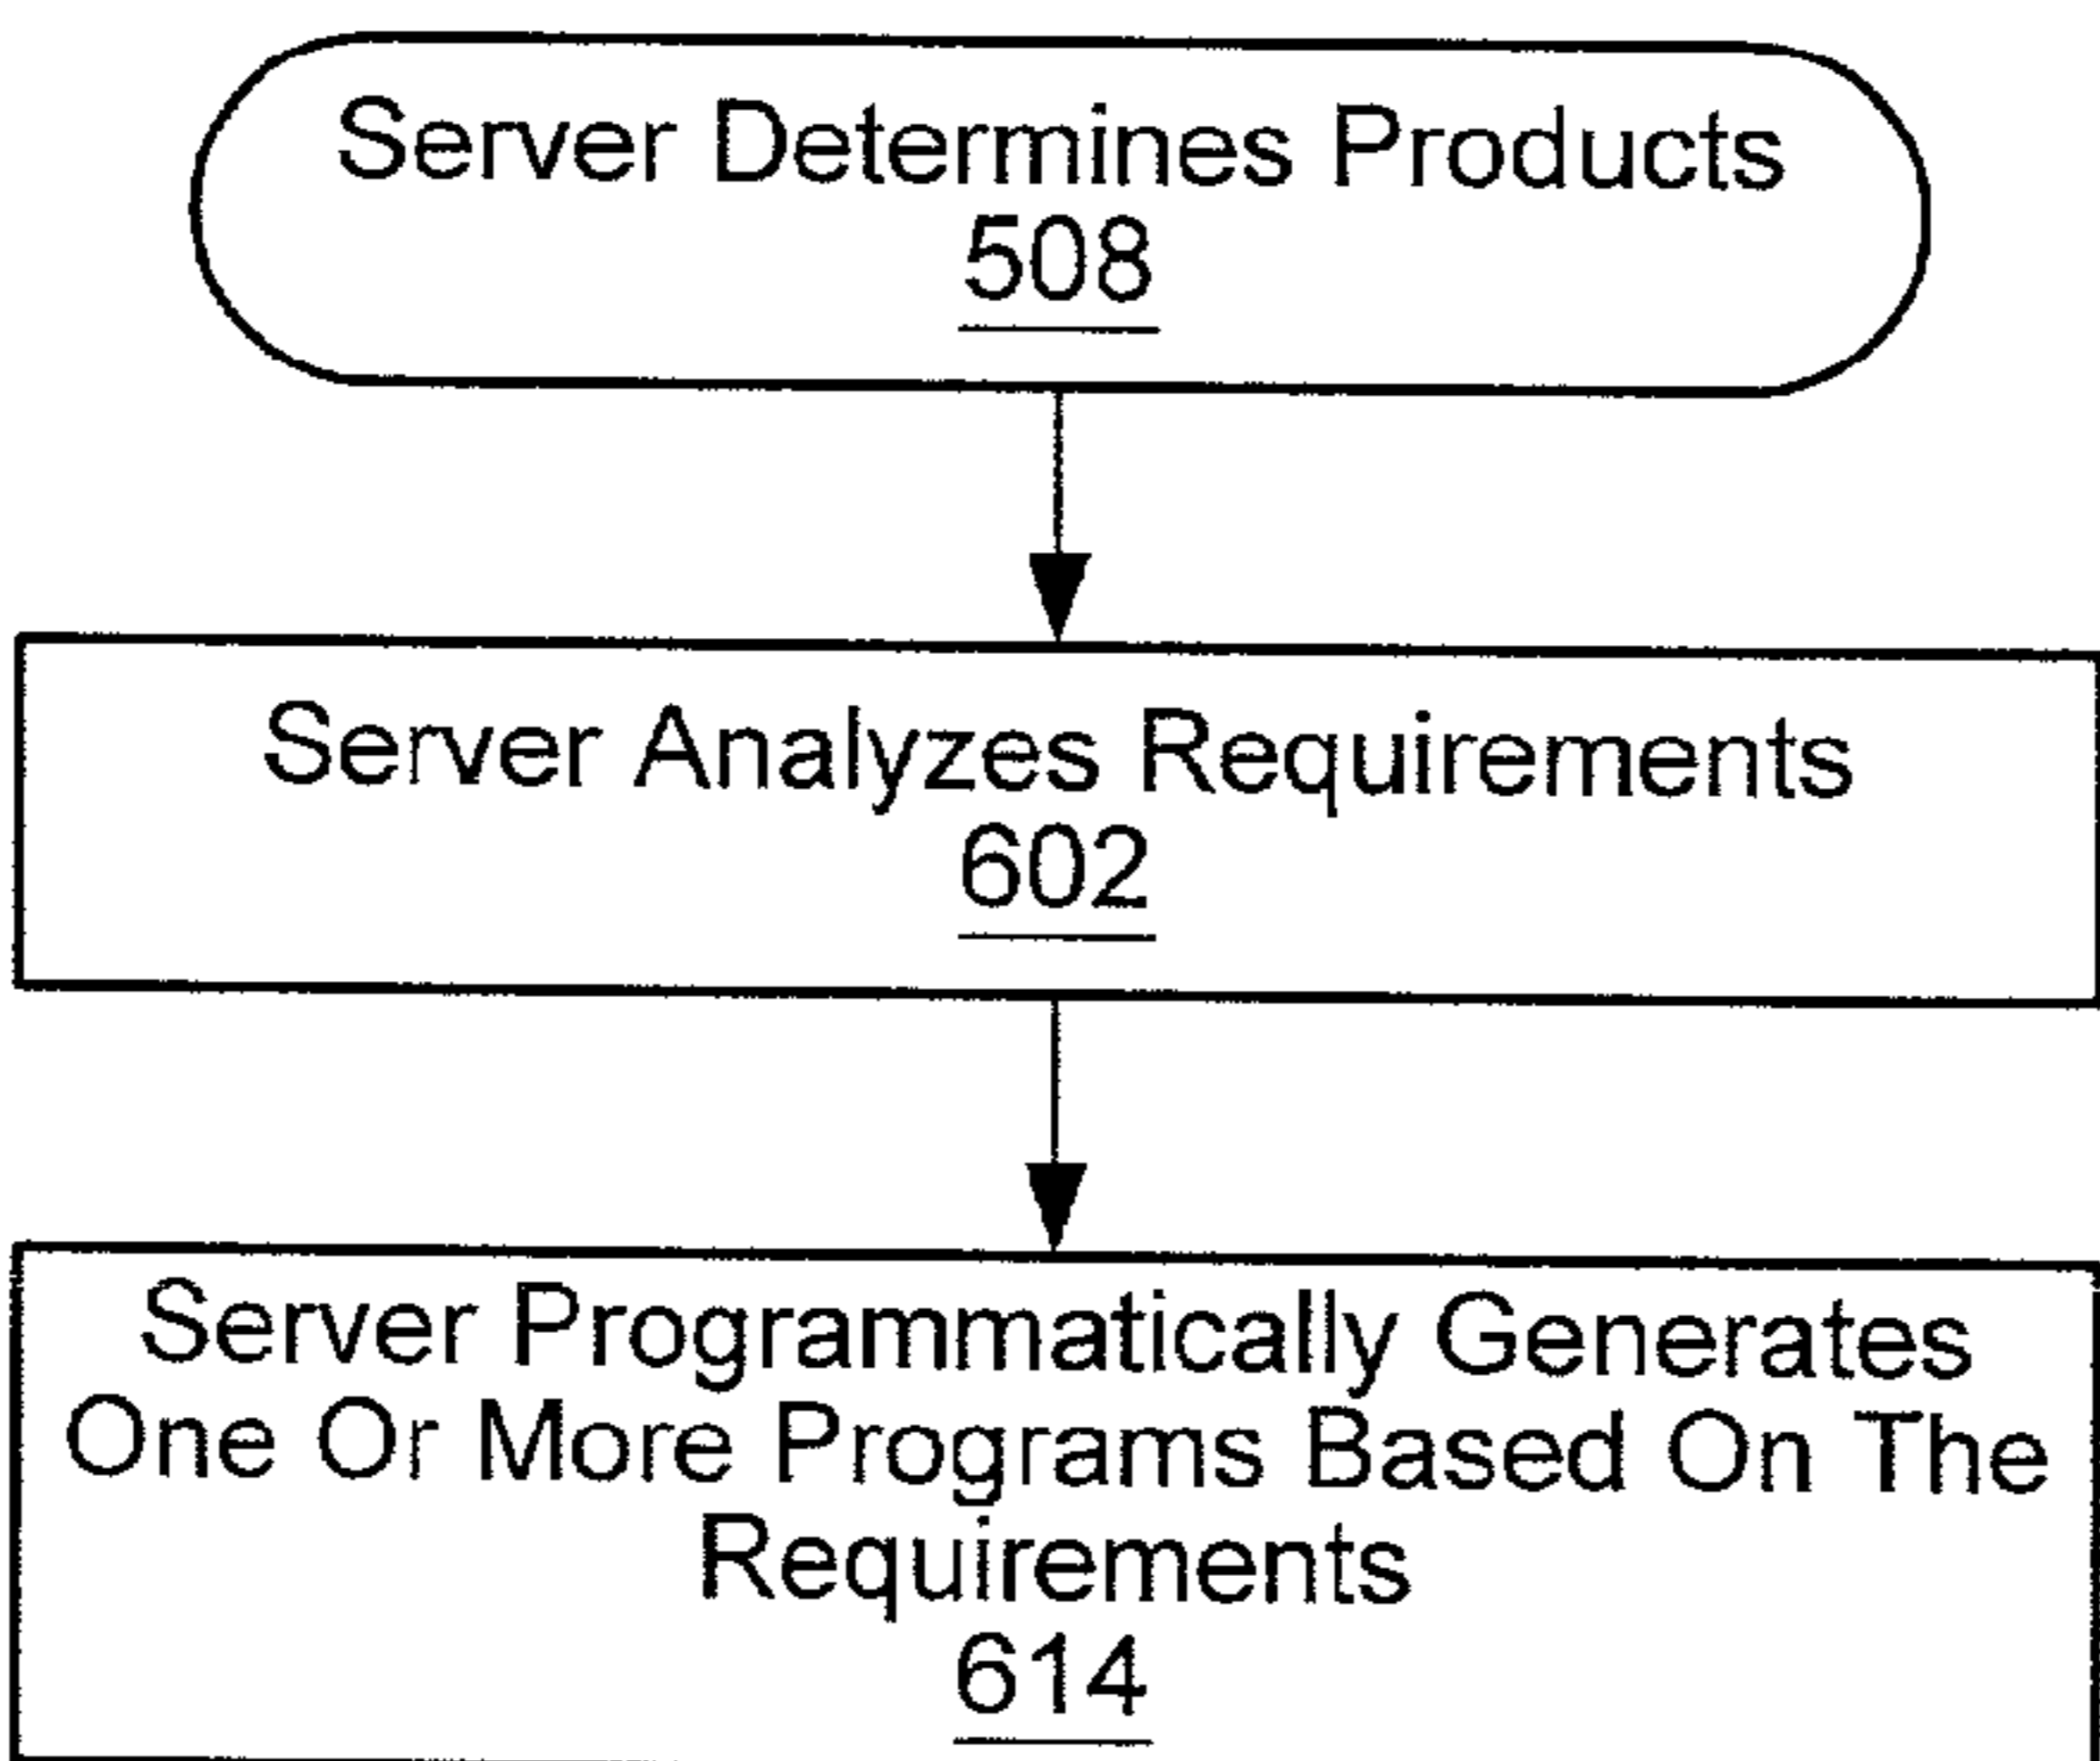 Server Determines Products
508
Server Analyzes Requirements
602
Server Programmatically Generates
One Or More Programs Based On The
Requirements
614